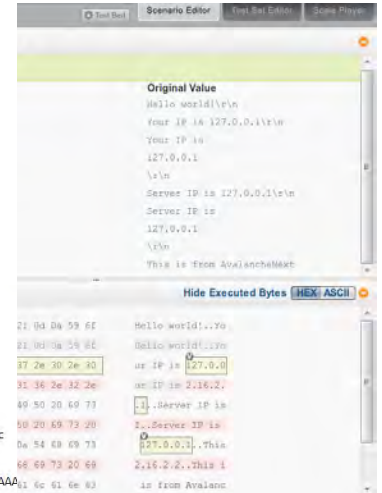 Test Bed Scenario Editor Test Set Editor Scale Player
Original Value
Hello world!\r\n
Your IP is 127.0.0.1\r\n
Your IP is
127.0.0.1
\r\n
Server IP is 127.0.0.1\r\n
Server IP is
127.0.0.1
\r\n
This is from AvalancheNext
Hide Executed Bytes HEX ASCII
21 0d 0a 59 6f Hello world!..Yo
21 0d 0a 59 6f Hello world!..Yo
37 2e 30 2e 30 ur IP is 127.0.0
31 36 2e 32 2e ur IP is 2.16.2.
49 50 20 69 73 .1..Server IP is
50 20 69 73 20 2..Server IP is
0a 54 68 69 73 127.0.0.1..This
68 69 73 20 69 2.16.2.2..This i
61 6c 61 6e 63 is from Avalanc
AAA